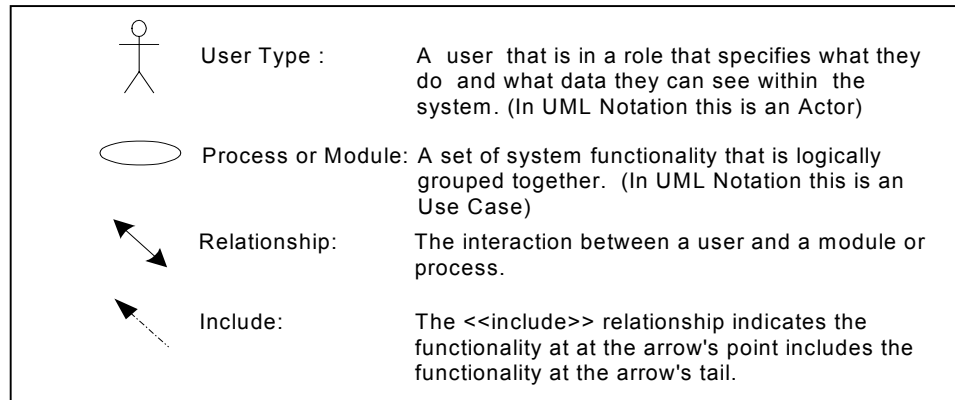 User Type : A user that is in a role that specifies what they
do and what data they can see within the
system. (In UML Notation this is an Actor)
Process or Module: A set of system functionality that is logically
grouped together. (In UML Notation this is an
Use Case)
Relationship: The interaction between a user and a module or
process.
Include: The <<include>> relationship indicates the
functionality at at the arrow's point includes the
functionality at the arrow's tail.